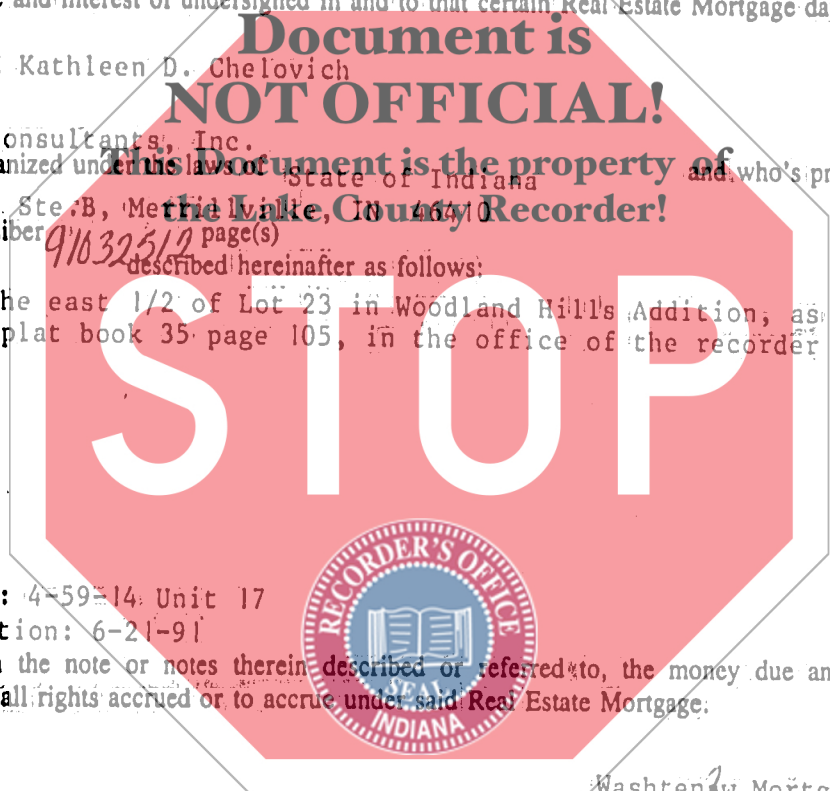 and interest of undersigned in and to that certain Real Estate Mortgage da
Document is
Kathleen D. Chelovich
NOT OFFICIAL!
onsultants, Inc.
anized under the laws of State of Indiana and who's pr
This Document is the property of
Ste. B, Merrillville, IN 46410
the Lake County Recorder!
iber 91032512 page(s)
described hereinafter as follows:
he east 1/2 of Lot 23 in Woodland Hills Addition, as
plat book 35 page 105, in the office of the recorder
STOP
RECORDER'S OFFICE
SEAL
INDIANA
: 4-59-14 Unit 17
tion: 6-21-91
the note or notes therein described or referred to, the money due an
all rights accrued or to accrue under said Real Estate Mortgage.
Washtenaw Mortg